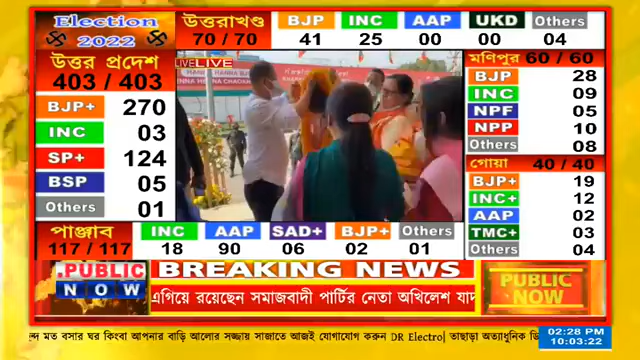 Election
2022
উত্তরাখণ্ড
70 / 70
BJP INC AAP UKD Others
41 25 00 00 04
উত্তর প্রদেশ
403 / 403
BJP+ 270
INC 03
SP+ 124
BSP 05
Others 01
LIVE LIVE
মণিপুর 60 / 60
BJP 28
INC 09
NPF 05
NPP 10
Others 08
গোয়া 40 / 40
BJP+ 19
INC+ 12
AAP 02
TMC+ 03
Others 04
পাঞ্জাব
117 / 117
INC AAP SAD+ BJP+ Others
18 90 06 02 01
.PUBLIC
NOW
BREAKING NEWS
এগিয়ে রয়েছেন সমাজবাদী পার্টির নেতা অখিলেশ যাদ
PUBLIC
NOW
মত বসার ঘর কিংবা আপনার বাড়ি আলোর সজ্জায় সাজাতে আজই যোগাযোগ করুন DR Electro| তাছাড়া অত্যাধুনিক ডি
02:28 PM
10:03:22